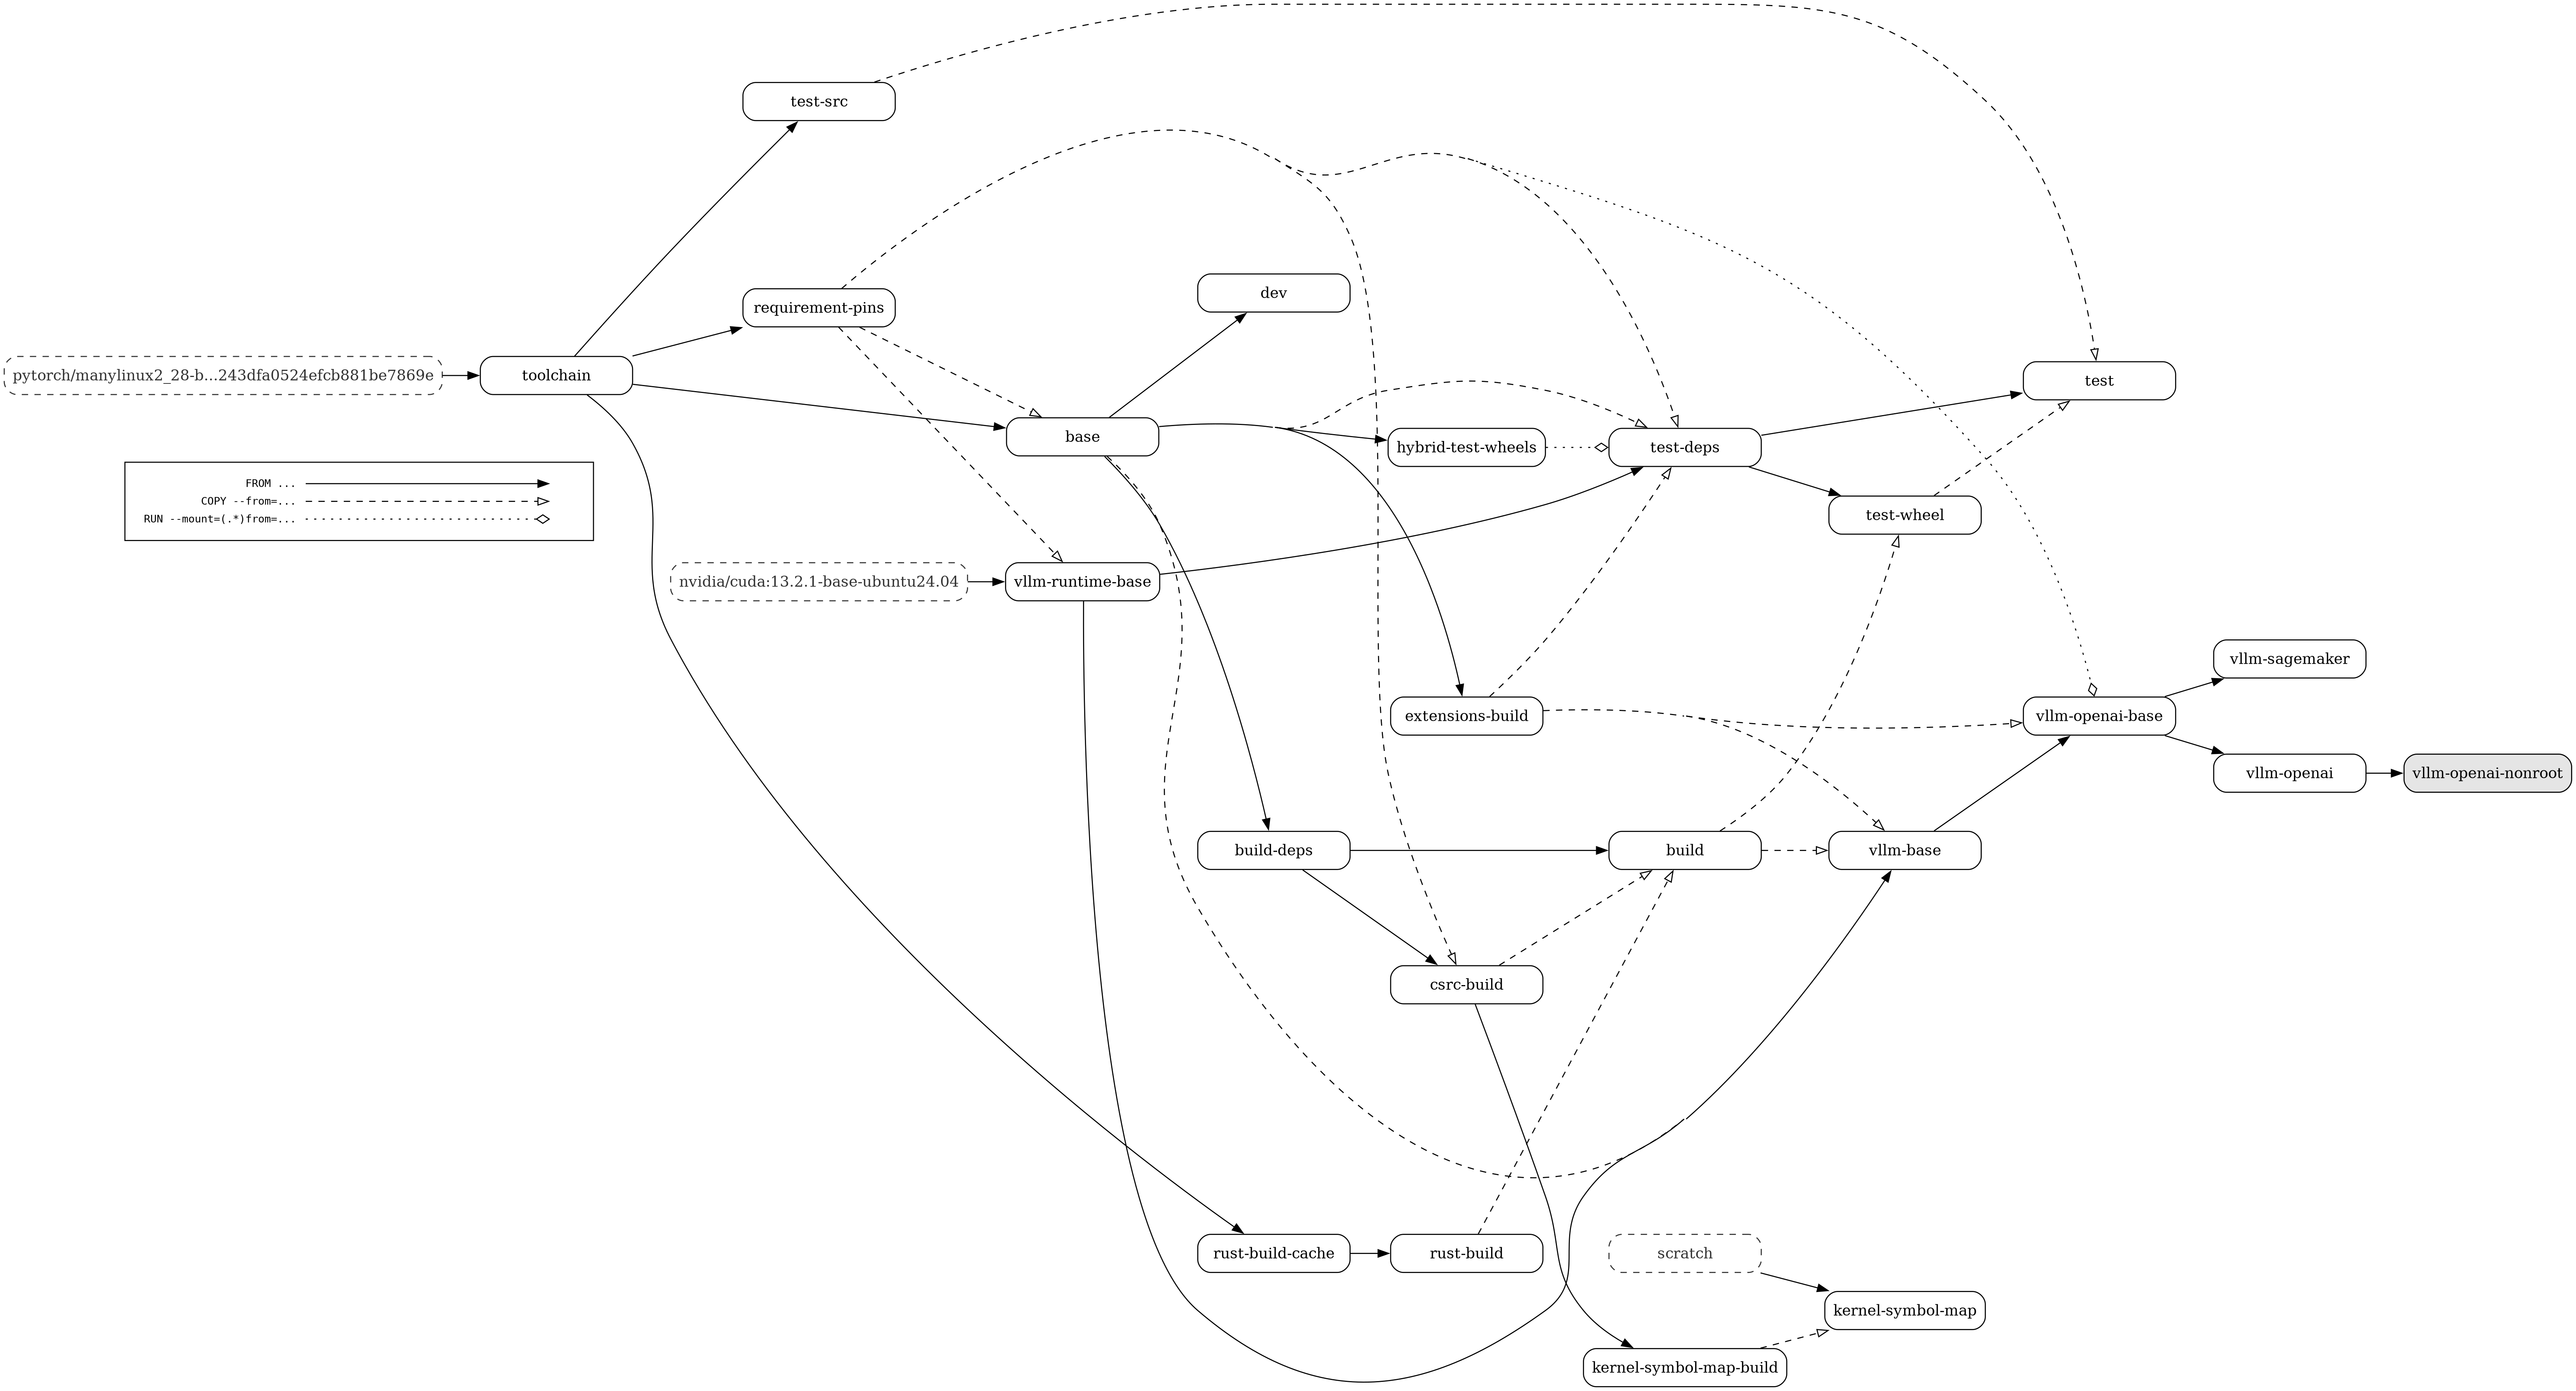 test-src
requirement-pins
dev
pytorch/manylinux2_28-b...243dfa0524efcb881be7869e
toolchain
test
base
hybrid-test-wheels
test-deps
FROM ...
COPY --from=...
RUN --mount=(.*)from=...
test-wheel
nvidia/cuda:13.2.1-base-ubuntu24.04
vllm-runtime-base
vllm-sagemaker
extensions-build
vllm-openai-base
vllm-openai
vllm-openai-nonroot
build-deps
build
vllm-base
csrc-build
rust-build-cache
rust-build
scratch
kernel-symbol-map
kernel-symbol-map-build